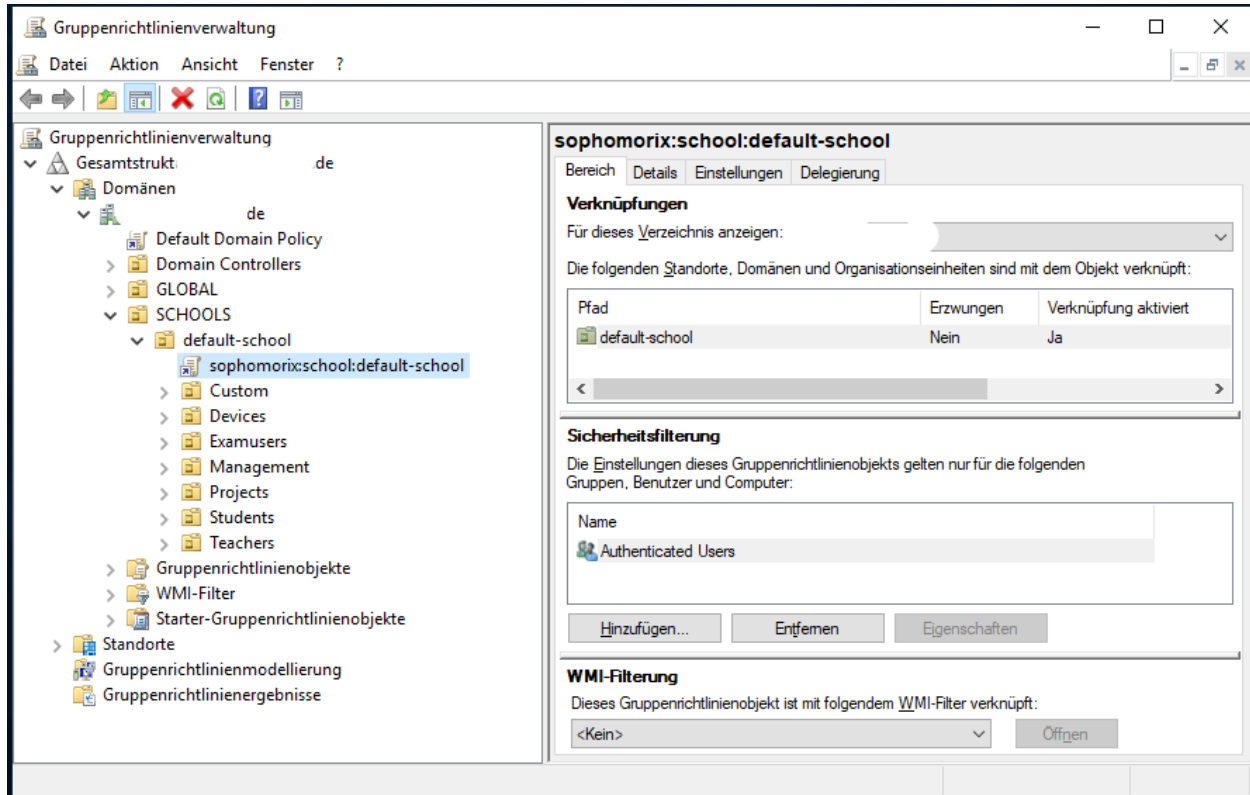 Gruppenrichtlinienverwaltung
Datei Aktion Ansicht Fenster ?
Gruppenrichtlinienverwaltung
Gesamtstrukt .de
Domänen
de
Default Domain Policy
Domain Controllers
GLOBAL
SCHOOLS
default-school
sophomorix:school:default-school
Custom
Devices
Examusers
Management
Projects
Students
Teachers
Gruppenrichtlinienobjekte
WMI-Filter
Starter-Gruppenrichtlinienobjekte
Standorte
Gruppenrichtlinienmodellierung
Gruppenrichtlinienergebnisse
sophomorix:school:default-school
Bereich Details Einstellungen Delegierung
Verknüpfungen
Für dieses Verzeichnis anzeigen:
Die folgenden Standorte, Domänen und Organisationseinheiten sind mit dem Objekt verknüpft:
Pfad Erzwungen Verknüpfung aktiviert
default-school Nein Ja
Sicherheitsfilterung
Die Einstellungen dieses Gruppenrichtlinienobjekts gelten nur für die folgenden
Gruppen, Benutzer und Computer:
Name
Authenticated Users
Hinzufügen... Entfernen Eigenschaften
WMI-Filterung
Dieses Gruppenrichtlinienobjekt ist mit folgendem WMI-Filter verknüpft:
<Kein> Öffnen